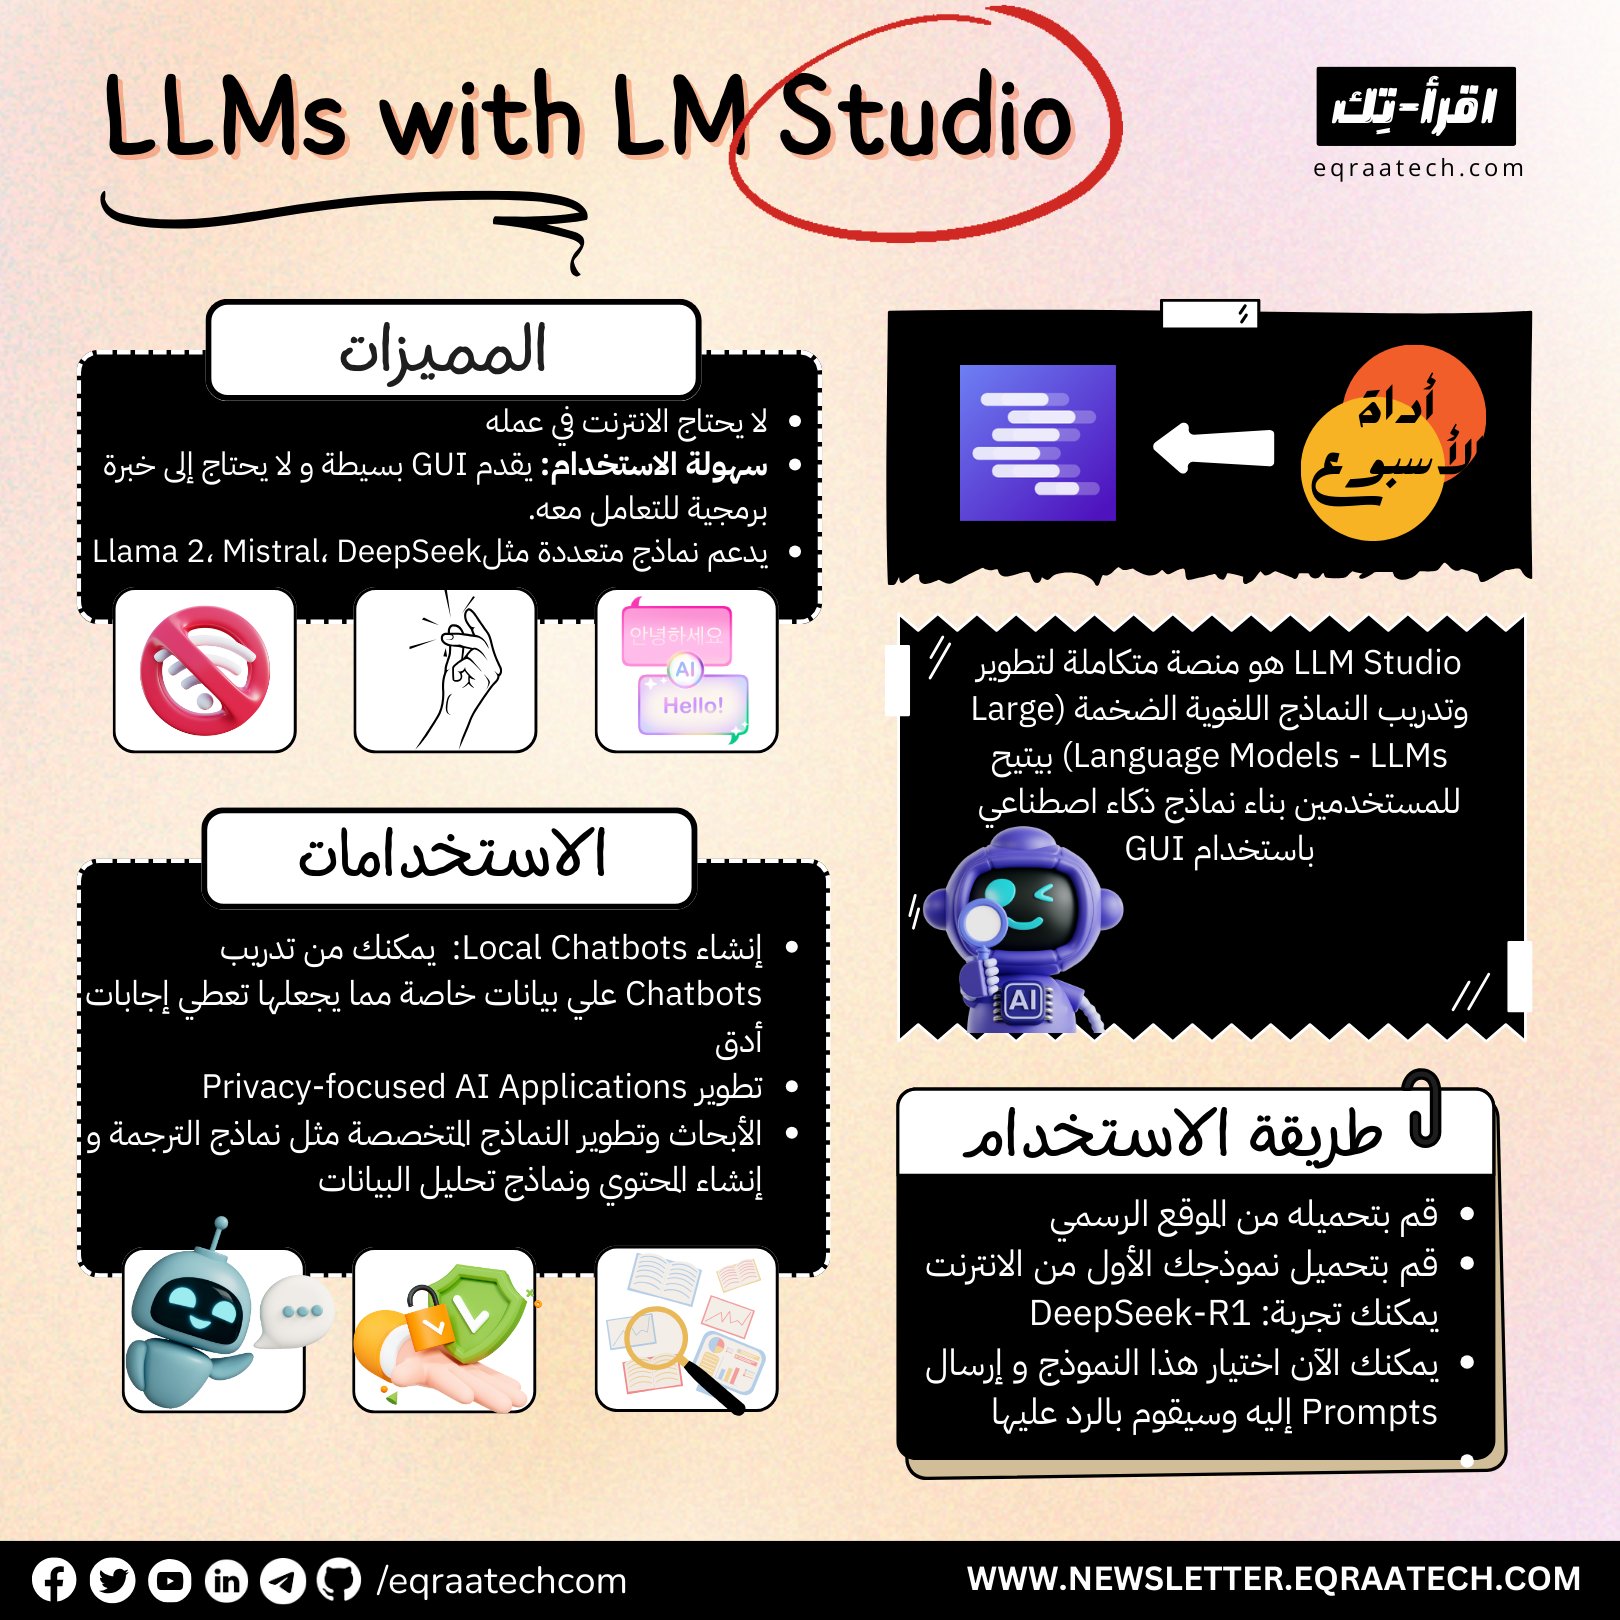 LLMs with LM Studio
اقرأ-تِك
eqraatech.com
أداة
الأسبوع
LLM Studio هو منصة متكاملة لتطوير
وتدريب النماذج اللغوية الضخمة (Large
Language Models - LLMs) بيتيح
للمستخدمين بناء نماذج ذكاء اصطناعي
باستخدام GUI
AI
المميزات
لا يحتاج الانترنت في عمله
سهولة الاستخدام: يقدم GUI بسيطة و لا يحتاج إلى خبرة
برمجية للتعامل معه.
يدعم نماذج متعددة مثلLlama 2، Mistral، DeepSeek
안녕하세요
AI
Hello!
الاستخدامات
إنشاء Local Chatbots: يمكنك من تدريب
Chatbots علي بيانات خاصة مما يجعلها تعطي إجابات
أدق
تطوير Privacy-focused AI Applications
الأبحاث وتطوير النماذج المتخصصة مثل نماذج الترجمة و
إنشاء المحتوي ونماذج تحليل البيانات
طريقة الاستخدام
قم بتحميله من الموقع الرسمي
قم بتحميل نموذجك الأول من الانترنت
يمكنك تجربة: DeepSeek-R1
يمكنك الآن اختيار هذا النموذج و إرسال
Prompts إليه وسيقوم بالرد عليها
/eqraatechcom
WWW.NEWSLETTER.EQRAATECH.COM